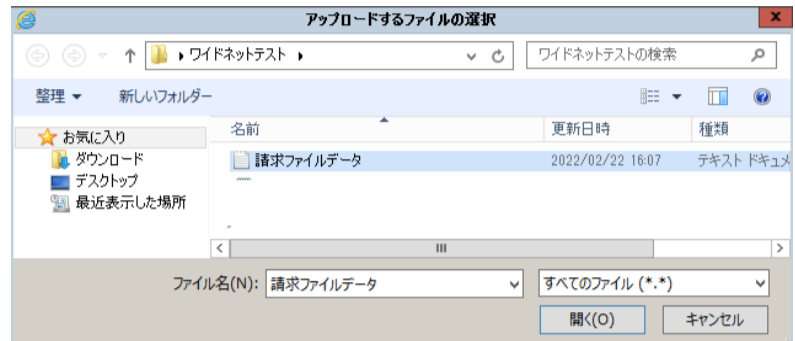 アップロードするファイルの選択
ワイドネットテスト
ワイドネットテストの検索
整理
新しいフォルダー
名前
更新日時
種類
お気に入り
ダウンロード
デスクトップ
最近表示した場所
請求ファイルデータ
2022/02/22 16:07
テキスト ドキュメ
ファイル名(N):
請求ファイルデータ
すべてのファイル (*.*)
開く(O)
キャンセル